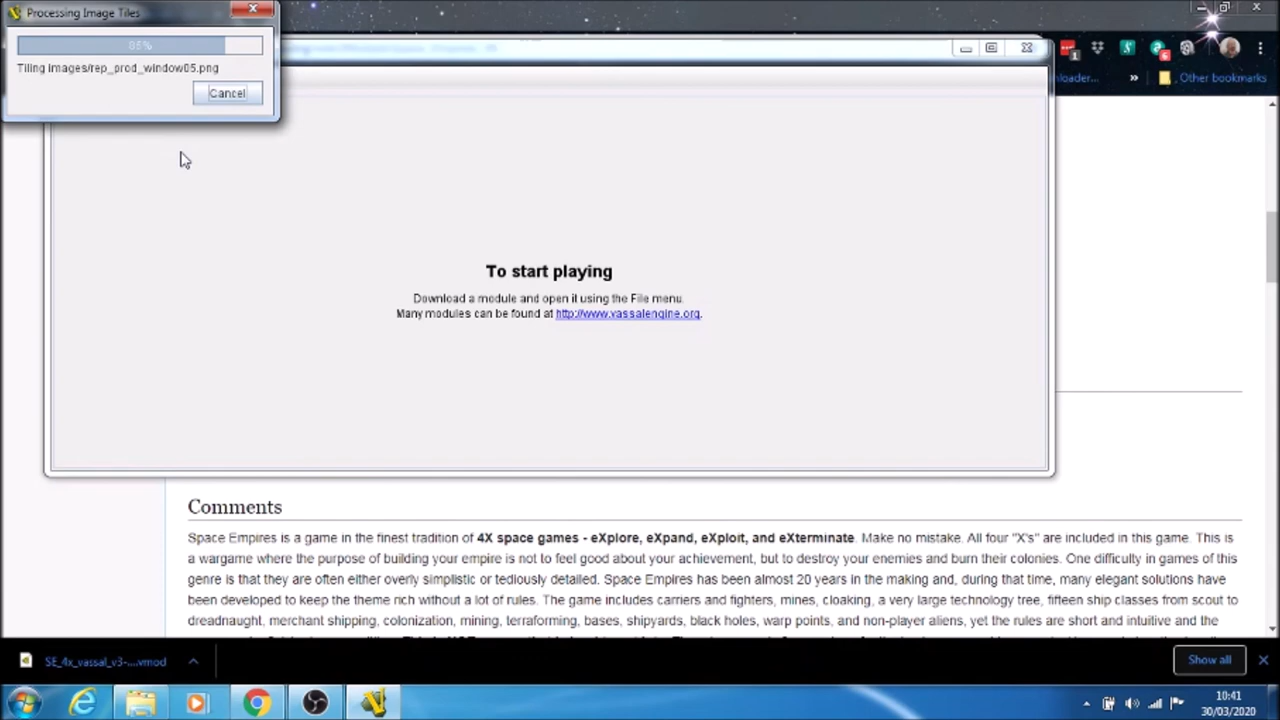 Processing Image Tiles
85%
Tiling images/rep_prod_window05.png
Cancel
1
6
Other bookmarks
To start playing
Download a module and open it using the File menu.
Many modules can be found at http://www.vassalengine.org.
Comments
Space Empires is a game in the finest tradition of 4X space games - eXplore, eXpand, eXploit, and eXterminate. Make no mistake. All four "X's" are included in this game. This is
a wargame where the purpose of building your empire is not to feel good about your achievement, but to destroy your enemies and burn their colonies. One difficulty in games of this
genre is that they are often either overly simplistic or tediously detailed. Space Empires has been almost 20 years in the making and, during that time, many elegant solutions have
been developed to keep the theme rich without a lot of rules. The game includes carriers and fighters, mines, cloaking, a very large technology tree, fifteen ship classes from scout to
dreadnaught, merchant shipping, colonization, mining, terraforming, bases, shipyards, black holes, warp points, and non-player aliens, yet the rules are short and intuitive and the
SE_4x_vassal_v3-....vmod
Show all
10:41
30/03/2020